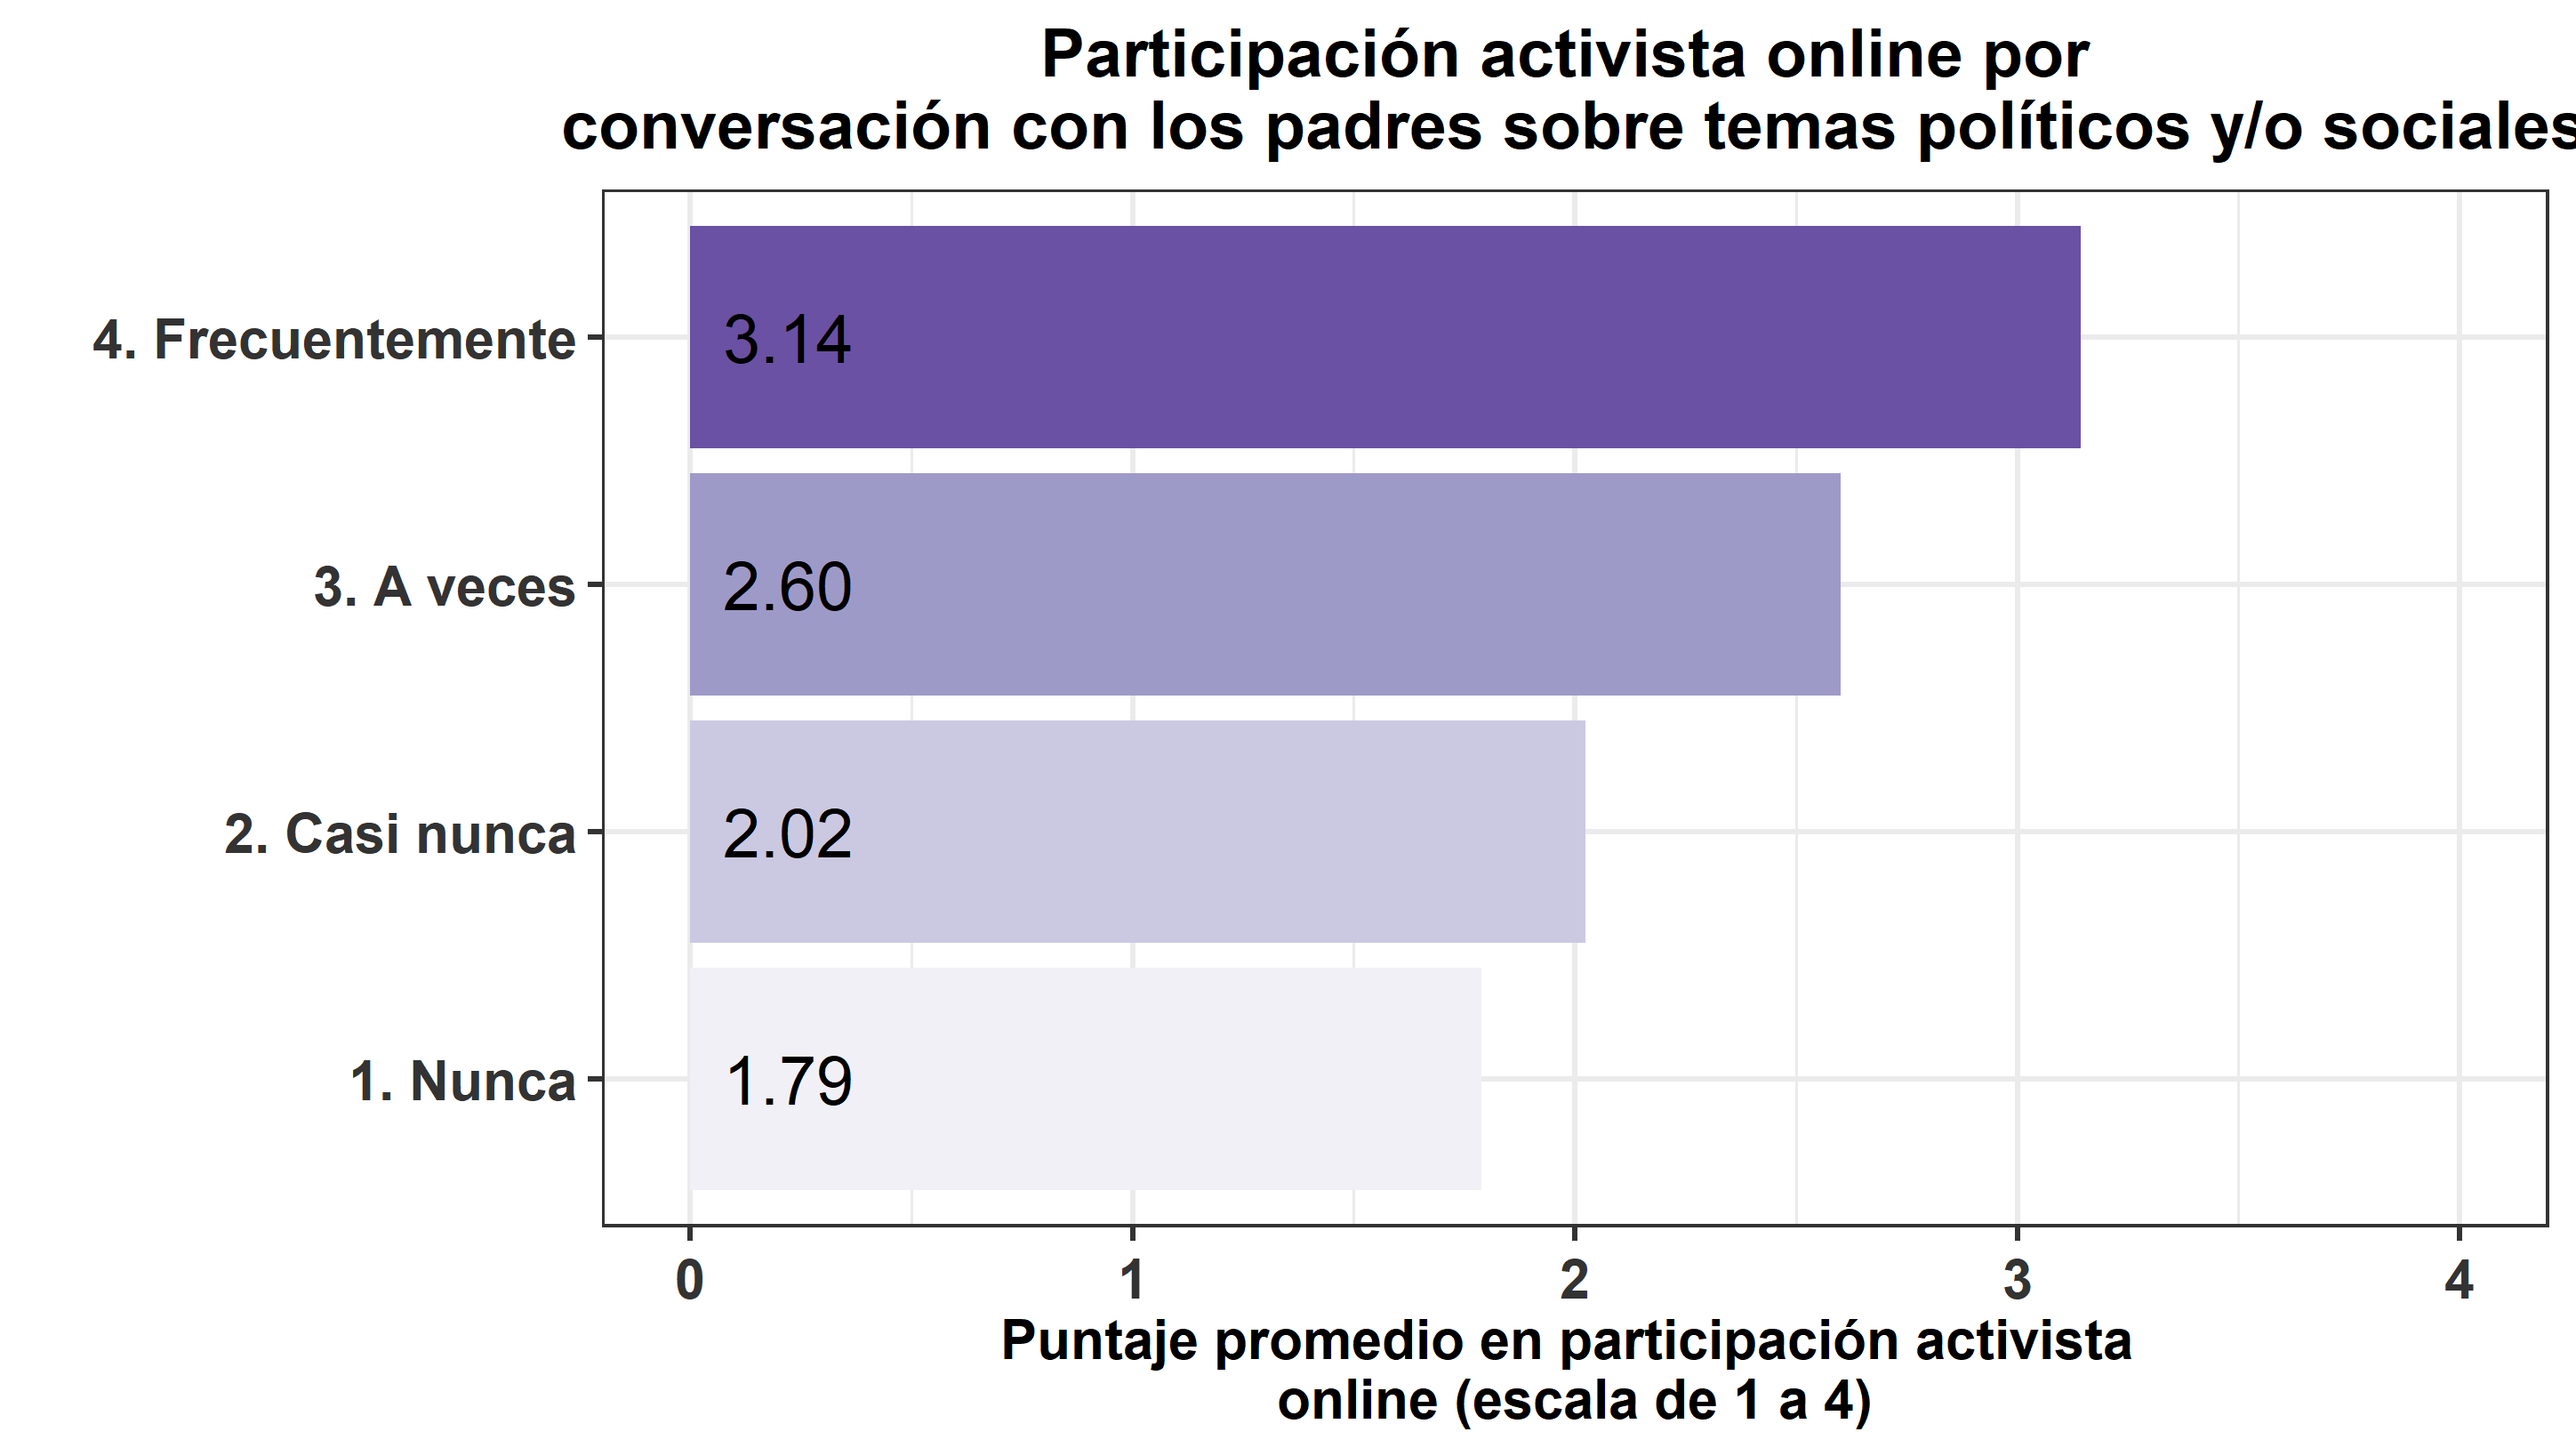 Participación activista online por
conversación con los padres sobre temas políticos y/o sociales
4. Frecuentemente
3.14
3. A veces
2.60
2. Casi nunca
2.02
1. Nunca
1.79
0 1 2 3 4
Puntaje promedio en participación activista
online (escala de 1 a 4)